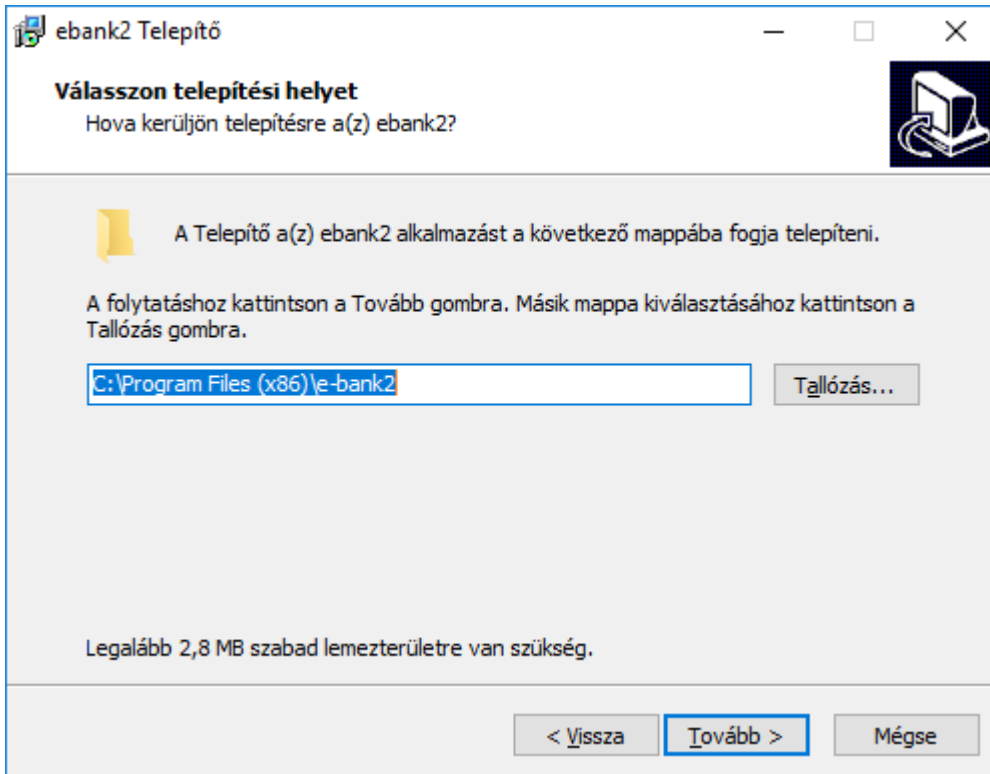 ebank2 Telepítő
Válasszon telepítési helyet
Hova kerüljön telepítésre a(z) ebank2?
A Telepítő a(z) ebank2 alkalmazást a következő mappába fogja telepíteni.
A folytatáshoz kattintson a Tovább gombra. Másik mappa kiválasztásához kattintson a
Tallózás gombra.
C:\Program Files (x86)\e-bank2
Tallózás...
Legalább 2,8 MB szabad lemezterületre van szükség.
< Vissza
Tovább >
Mégse